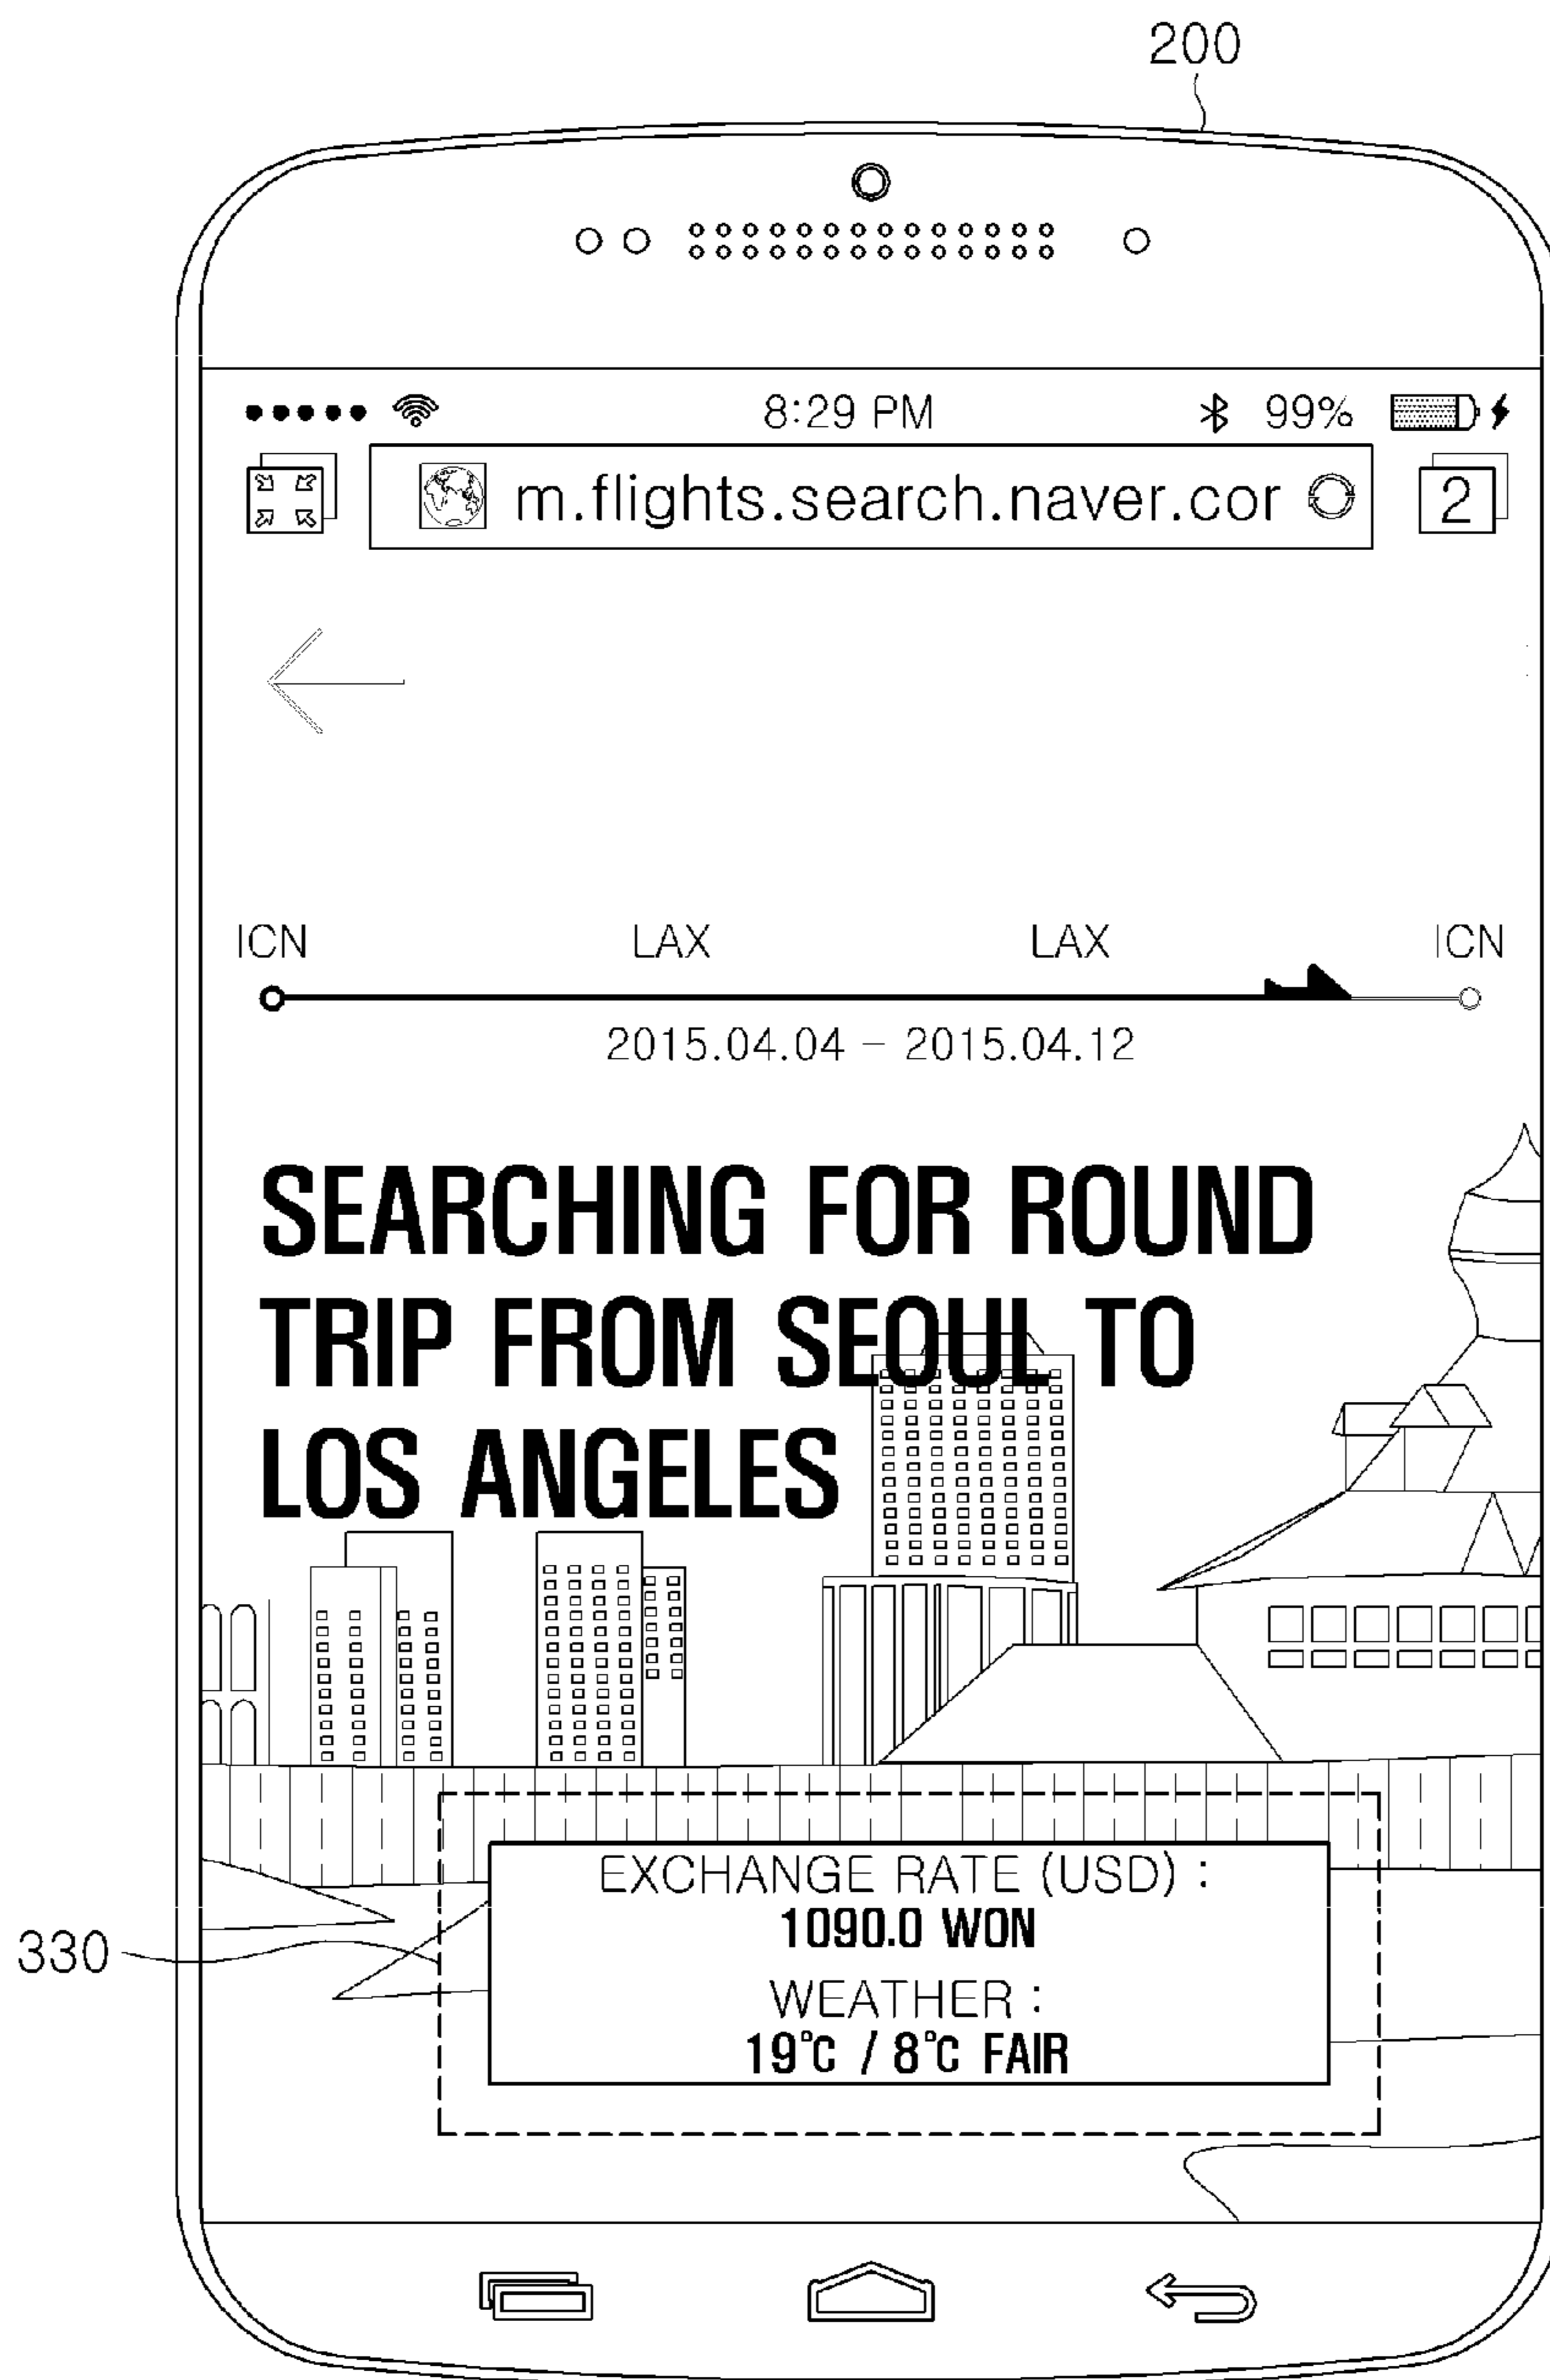 200
8:29 PM 99%
m.flights.search.naver.cor 2
ICN LAX LAX ICN
2015.04.04 – 2015.04.12
SEARCHING FOR ROUND
TRIP FROM SEOUL TO
LOS ANGELES
EXCHANGE RATE (USD) :
1090.0 WON
330
WEATHER :
19°C / 8°C FAIR